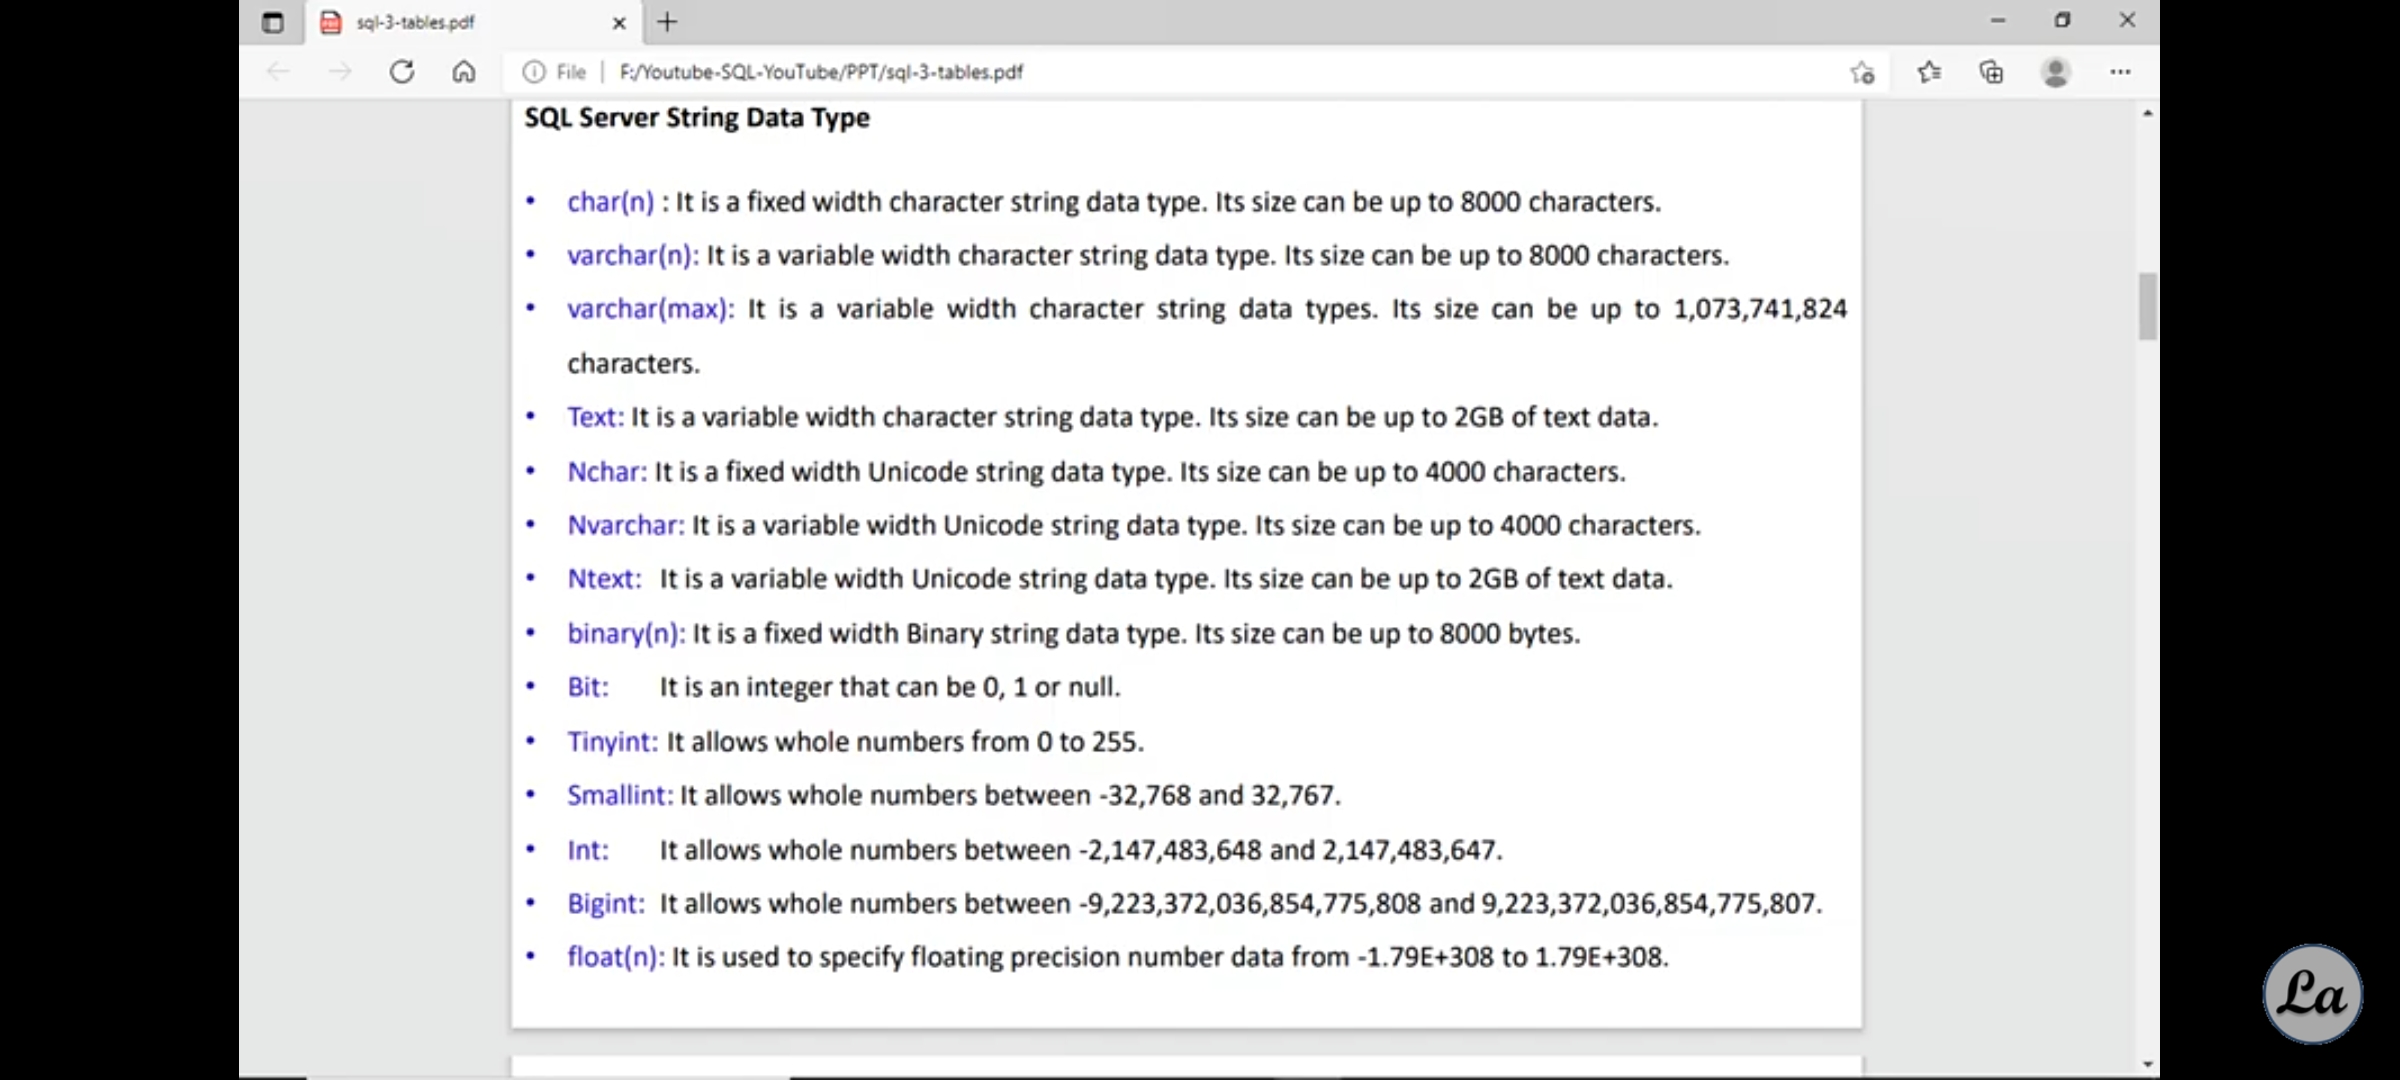 sql-3-tables.pdf
File | F:/Youtube-SQL-YouTube/PPT/sql-3-tables.pdf
SQL Server String Data Type
• char(n) : It is a fixed width character string data type. Its size can be up to 8000 characters.
• varchar(n): It is a variable width character string data type. Its size can be up to 8000 characters.
• varchar(max): It is a variable width character string data types. Its size can be up to 1,073,741,824
characters.
• Text: It is a variable width character string data type. Its size can be up to 2GB of text data.
• Nchar: It is a fixed width Unicode string data type. Its size can be up to 4000 characters.
• Nvarchar: It is a variable width Unicode string data type. Its size can be up to 4000 characters.
• Ntext: It is a variable width Unicode string data type. Its size can be up to 2GB of text data.
• binary(n): It is a fixed width Binary string data type. Its size can be up to 8000 bytes.
• Bit: It is an integer that can be 0, 1 or null.
• Tinyint: It allows whole numbers from 0 to 255.
• Smallint: It allows whole numbers between -32,768 and 32,767.
• Int: It allows whole numbers between -2,147,483,648 and 2,147,483,647.
• Bigint: It allows whole numbers between -9,223,372,036,854,775,808 and 9,223,372,036,854,775,807.
• float(n): It is used to specify floating precision number data from -1.79E+308 to 1.79E+308.
La